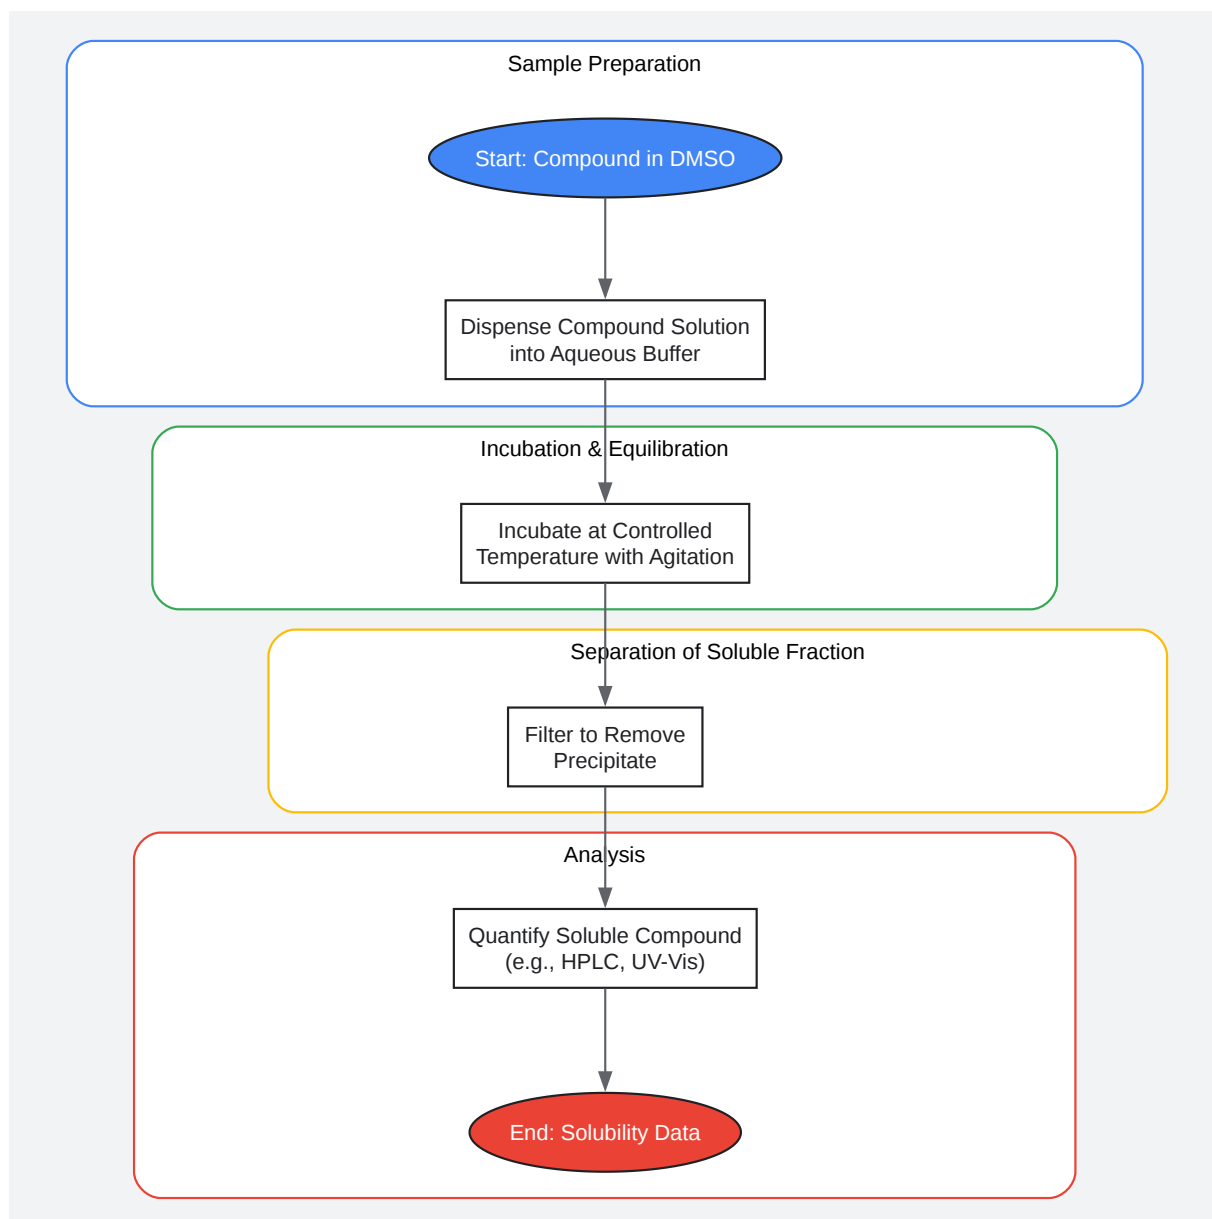 Sample Preparation
Start: Compound in DMSO
Dispense Compound Solution
into Aqueous Buffer
Incubation & Equilibration
Incubate at Controlled
Temperature with Agitation
Separation of Soluble Fraction
Filter to Remove
Precipitate
Analysis
Quantify Soluble Compound
(e.g., HPLC, UV-Vis)
End: Solubility Data